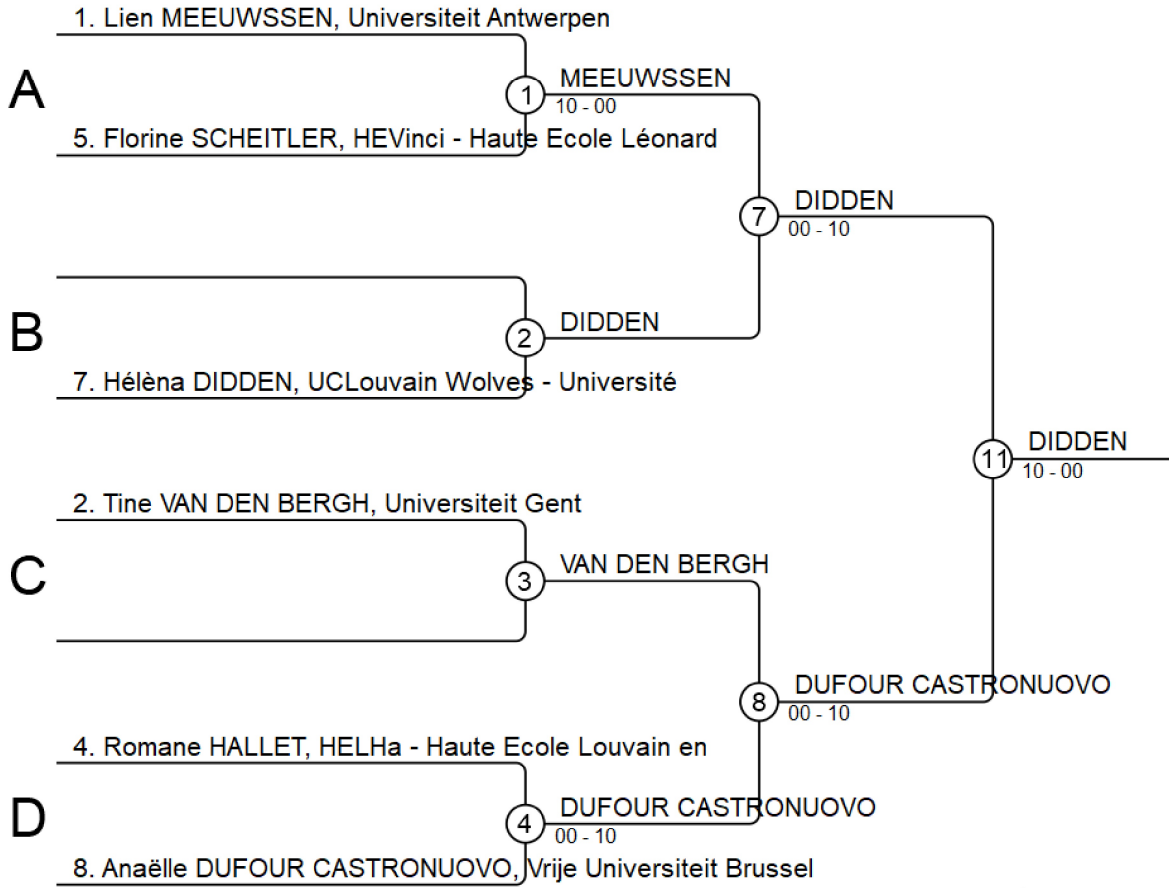 1. Lien MEEUWSSEN, Universiteit Antwerpen
A
1
MEEUWSSEN
10 - 00
5. Florine SCHEITLER, HEVinci - Haute Ecole Léonard
7
DIDDEN
00 - 10
B
2
DIDDEN
7. Hélèna DIDDEN, UCLouvain Wolves - Université
11
DIDDEN
10 - 00
2. Tine VAN DEN BERGH, Universiteit Gent
C
3
VAN DEN BERGH
8
DUFOUR CASTRONUOVO
00 - 10
4. Romane HALLET, HELHa - Haute Ecole Louvain en
D
4
DUFOUR CASTRONUOVO
00 - 10
8. Anaëlle DUFOUR CASTRONUOVO, Vrije Universiteit Brussel